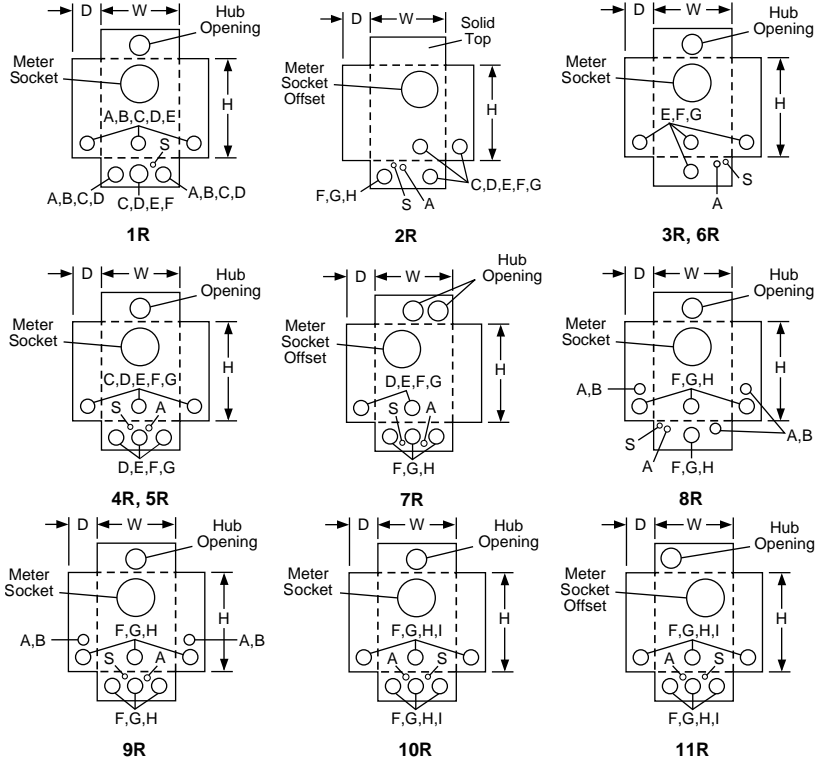 D W Hub
Opening
Meter
Socket
H
A,B,C,D,E
S
A,B,C,D
C,D,E,F
A,B,C,D
1R
D W Solid
Top
Meter
Socket
Offset
H
F,G,H
S
A
C,D,E,F,G
2R
D W Hub
Opening
Meter
Socket
H
E,F,G
S
A
3R, 6R
D W Hub
Opening
Meter
Socket
H
C,D,E,F,G
S A
D,E,F,G
4R, 5R
D W Hub
Opening
Meter
Socket
Offset
H
D,E,F,G
S A
F,G,H
7R
D W Hub
Opening
Meter
Socket
H
A,B
F,G,H
S
A
A,B
F,G,H
8R
D W Hub
Opening
Meter
Socket
H
A,B
F,G,H
A,B
S A
F,G,H
9R
D W Hub
Opening
Meter
Socket
H
F,G,H,I
A S
F,G,H,I
10R
D W Hub
Opening
Meter
Socket
Offset
H
F,G,H,I
A S
F,G,H,I
11R